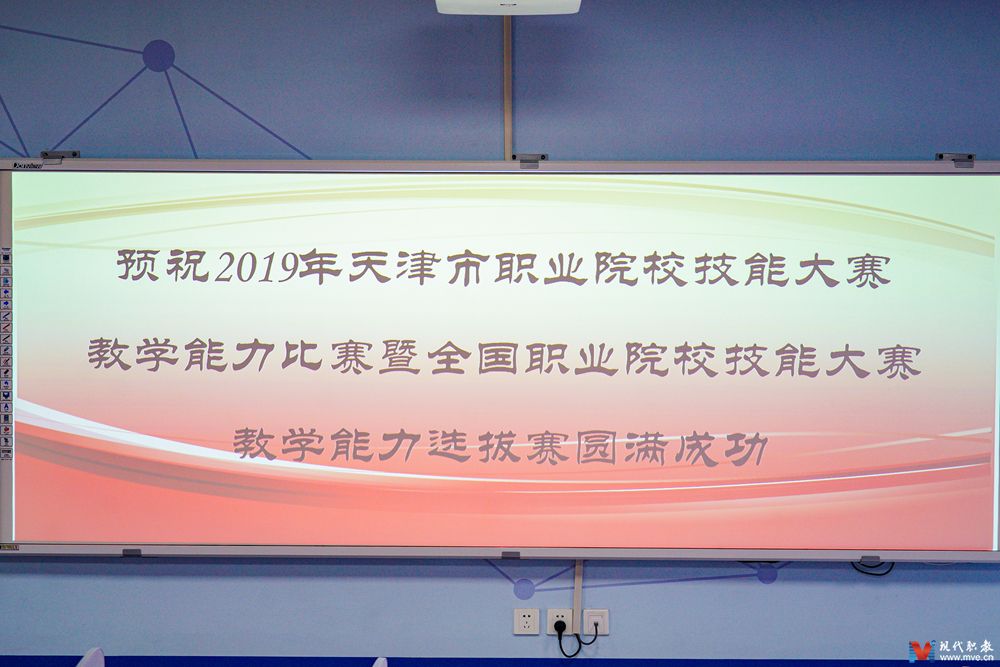 预祝2019年天津市职业院校技能大赛
教学能力比赛暨全国职业院校技能大赛
教学能力选拔赛圆满成功
现代职教
www.mve.cn